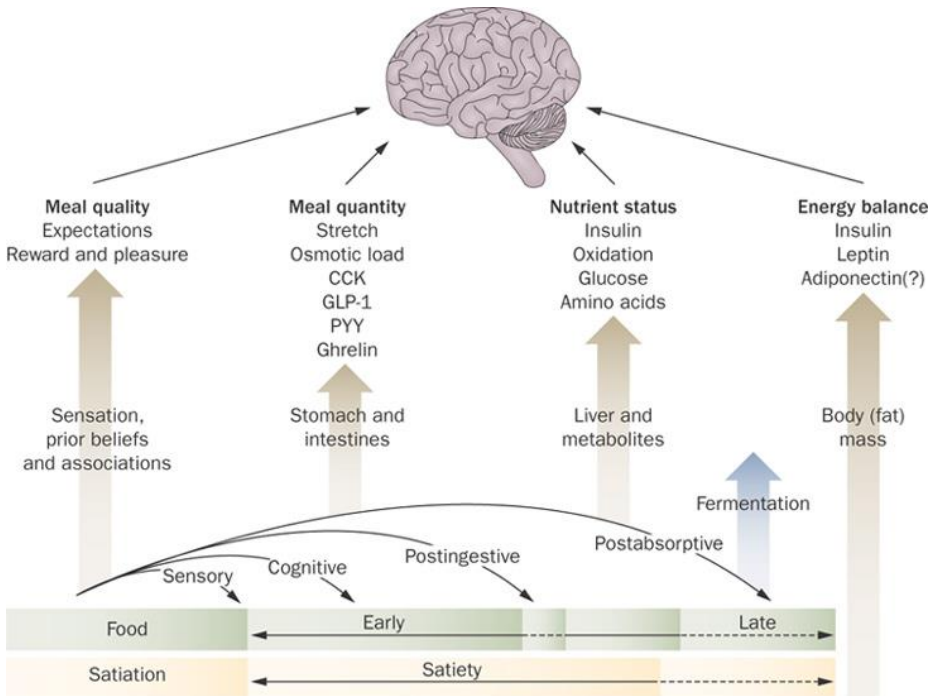 Meal quality
Expectations
Reward and pleasure
Meal quantity
Stretch
Osmotic load
CCK
GLP-1
PYY
Ghrelin
Nutrient status
Insulin
Oxidation
Glucose
Amino acids
Energy balance
Insulin
Leptin
Adiponectin(?)
Sensation,
prior beliefs
and associations
Stomach and
intestines
Liver and
metabolites
Body (fat)
mass
Fermentation
Sensory
Cognitive
Postingestive
Postabsorptive
Food
Early
Late
Satiation
Satiety